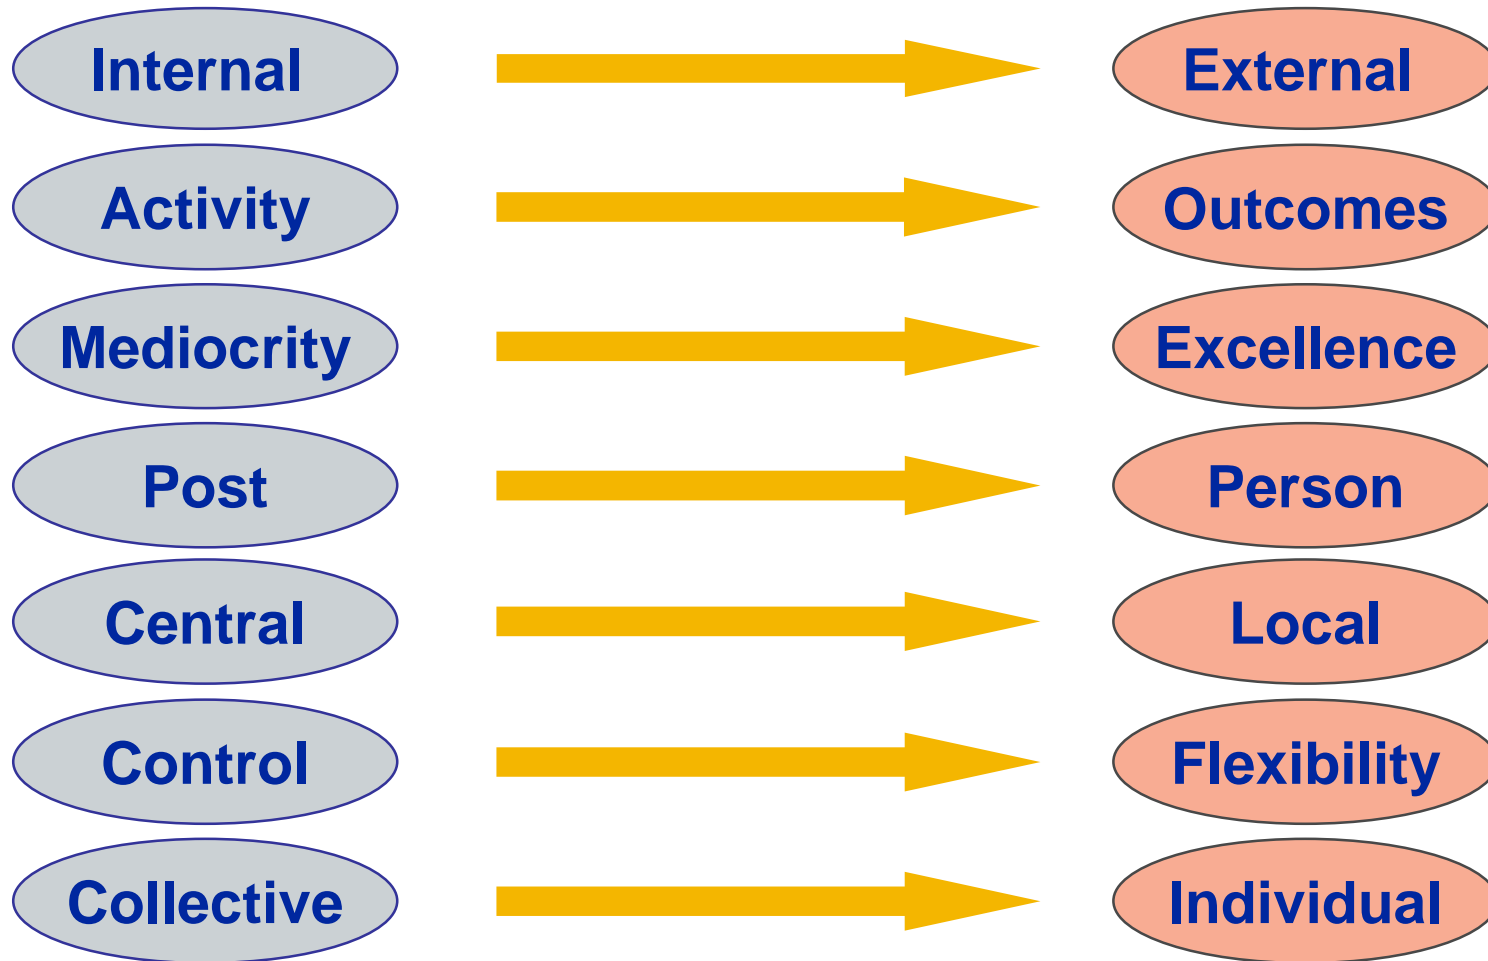 Internal External
Activity Outcomes
Mediocrity Excellence
Post Person
Central Local
Control Flexibility
Collective Individual